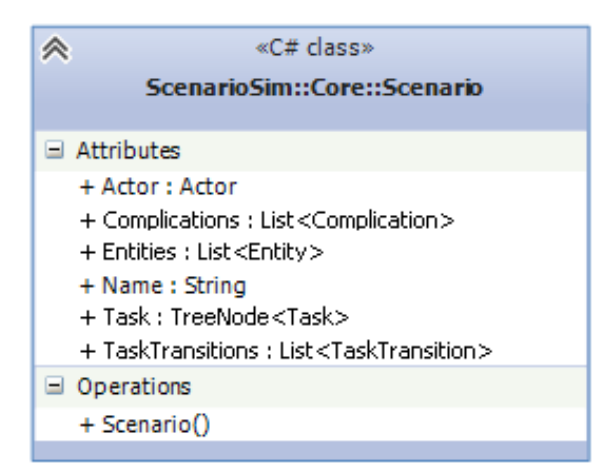 «C# class»
ScenarioSim::Core::Scenario
Attributes
+ Actor : Actor
+ Complications : List<Complication>
+ Entities : List<Entity>
+ Name : String
+ Task : TreeNode<Task>
+ TaskTransitions : List<TaskTransition>
Operations
+ Scenario()